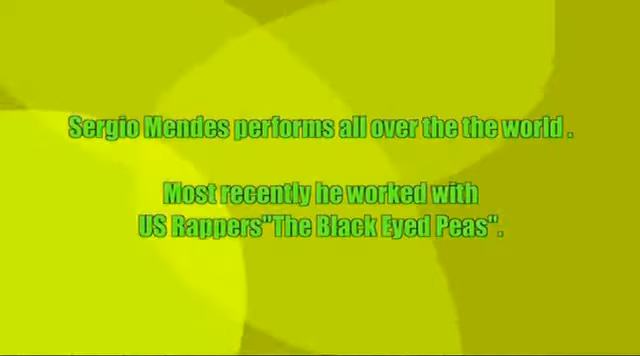 Sergio Mendes performs all over the the world .
Most recently he worked with
US Rappers"The Black Eyed Peas".